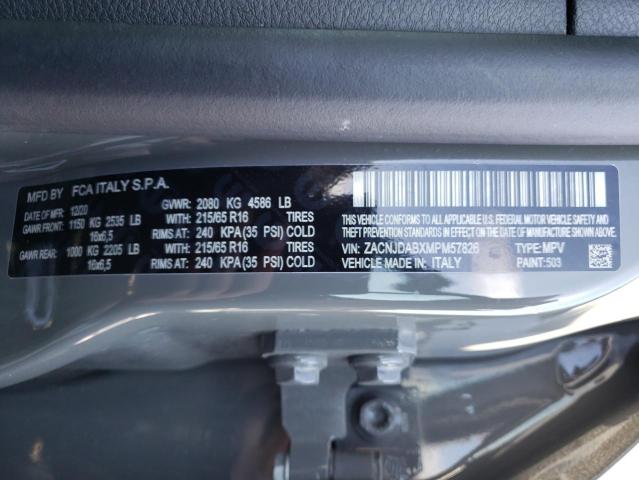 MFD BY FCA ITALY S.P.A.
DATE OF MFR: 12/20 GVWR: 2080 KG 4586 LB
GAWR FRONT: 1150 KG 2535 LB WITH: 215/65 R16 TIRES
16x6,5 RIMS AT: 240 KPA (35 PSI) COLD
GAWR REAR: 1000 KG 2205 LB WITH: 215/65 R16 TIRES
16x6,5 RIMS AT: 240 KPA (35 PSI) COLD
THIS VEHICLE CONFORMS TO ALL APPLICABLE U.S. FEDERAL MOTOR VEHICLE SAFETY, BUMPER AND
THEFT PREVENTION STANDARDS IN EFFECT ON THE DATE OF MANUFACTURE SHOWN ABOVE.
VIN: ZACNJDABXMPM57826 TYPE: MPV
VEHICLE MADE IN: ITALY PAINT: 503